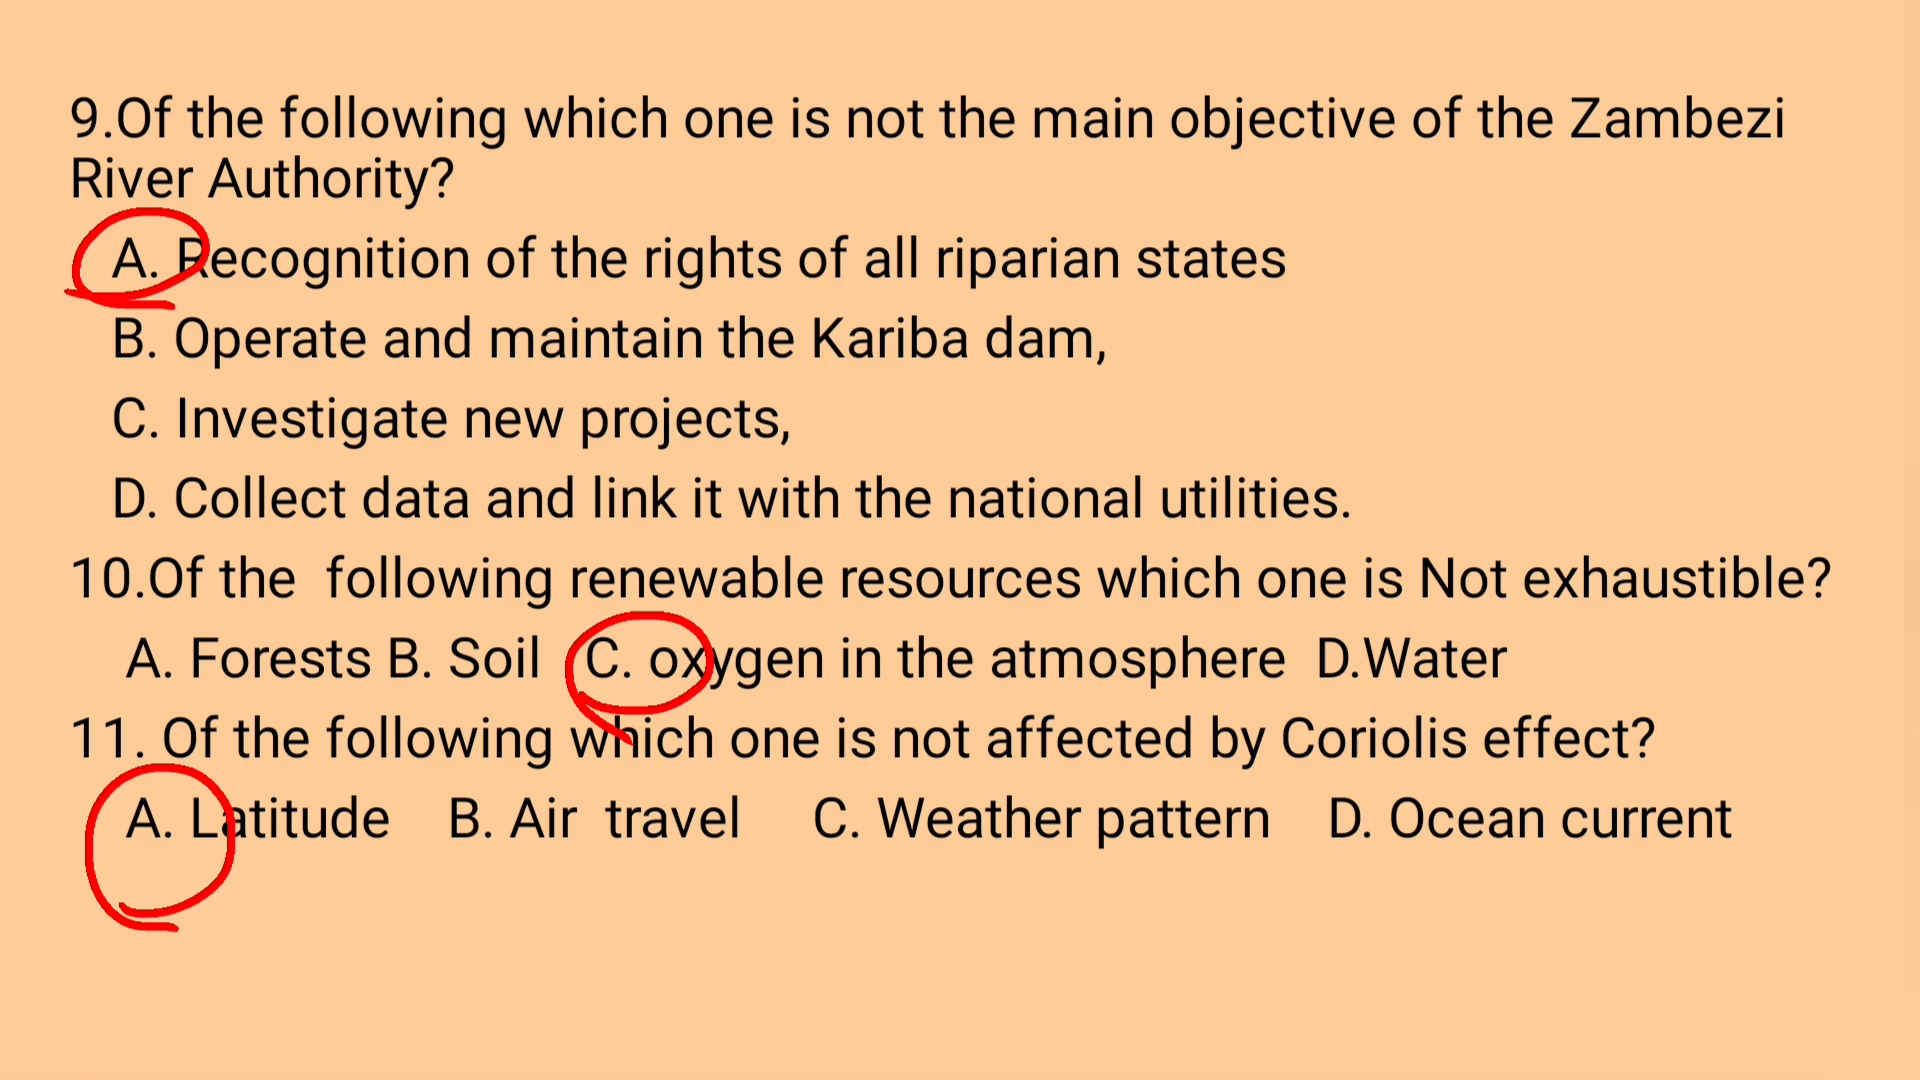 9.Of the following which one is not the main objective of the Zambezi
River Authority?
A. Recognition of the rights of all riparian states
B. Operate and maintain the Kariba dam,
C. Investigate new projects,
D. Collect data and link it with the national utilities.
10.Of the  following renewable resources which one is Not exhaustible?
A. Forests B. Soil   C. oxygen in the atmosphere  D.Water
11. Of the following which one is not affected by Coriolis effect?
A. Latitude    B. Air  travel     C. Weather pattern    D. Ocean current